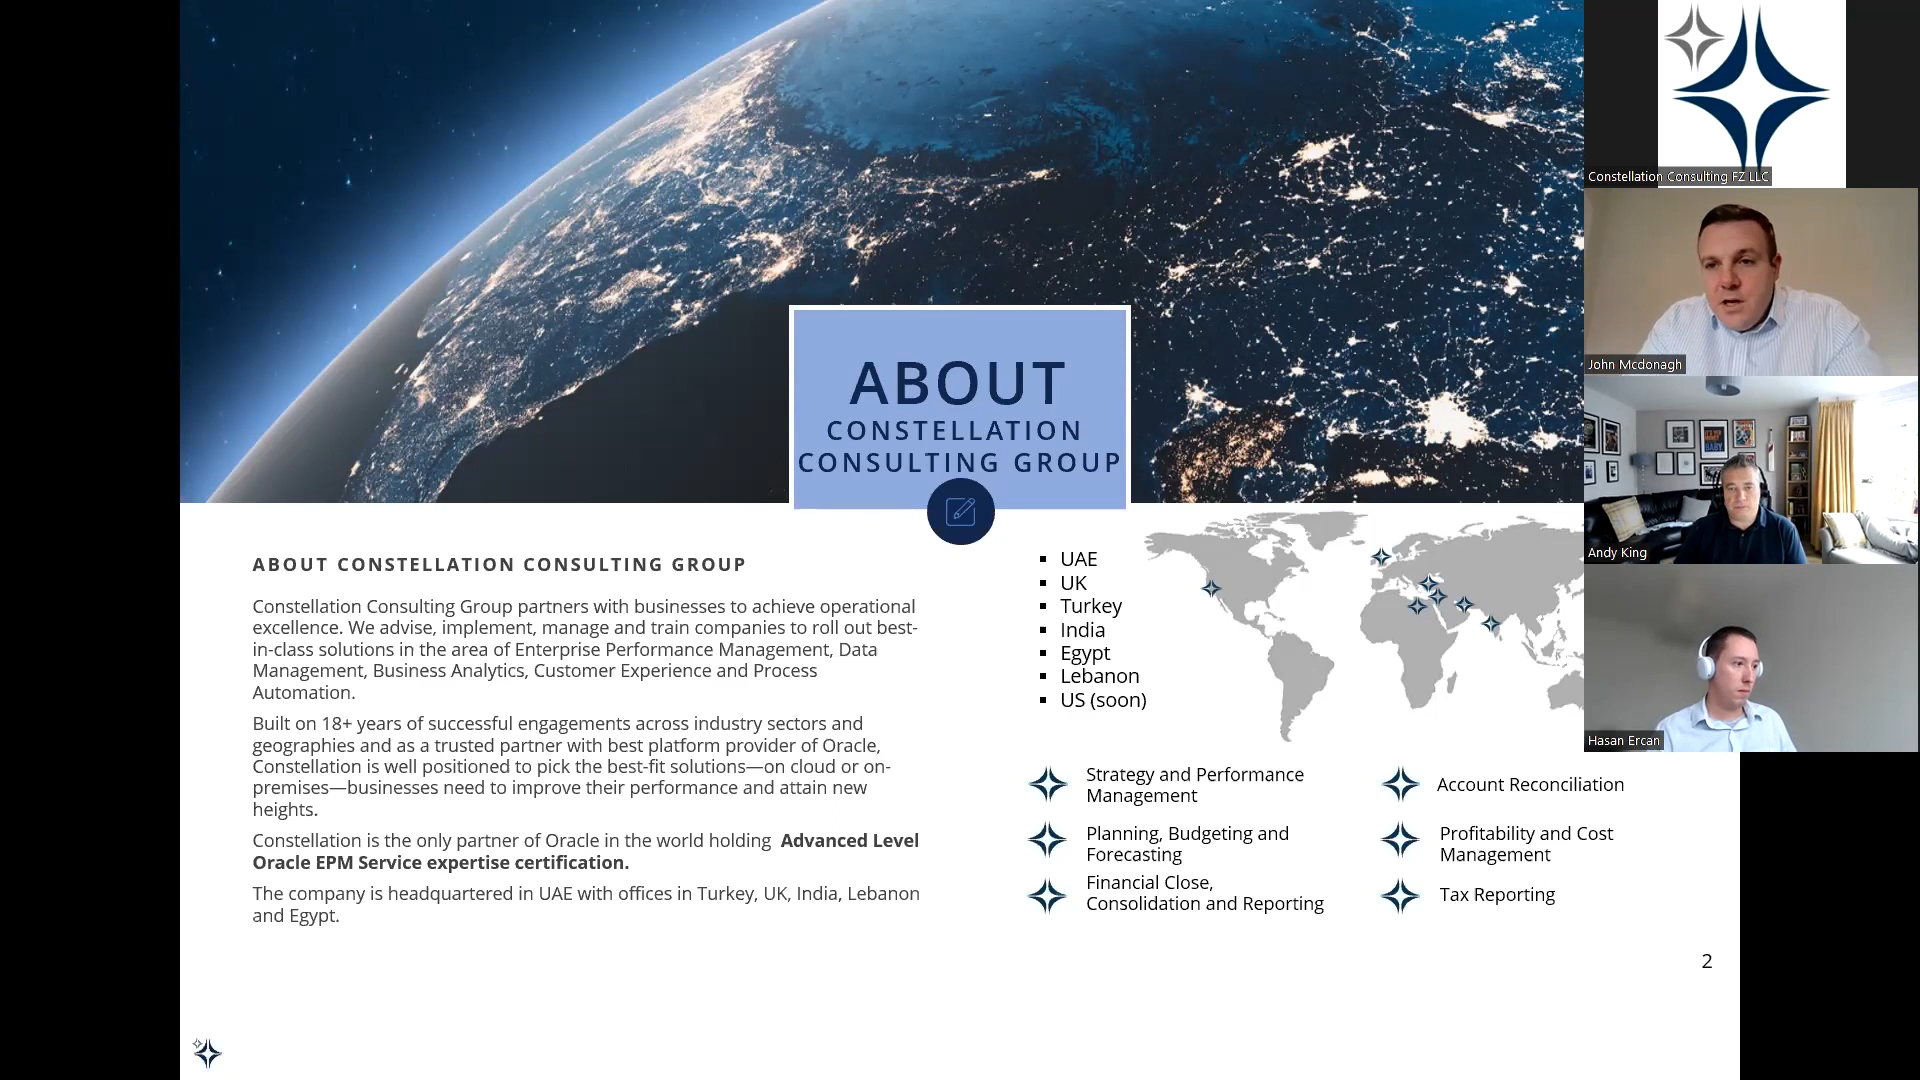 ABOUT
CONSTELLATION
CONSULTING GROUP
ABOUT CONSTELLATION CONSULTING GROUP
Constellation Consulting Group partners with businesses to achieve operational
excellence. We advise, implement, manage and train companies to roll out best-
in-class solutions in the area of Enterprise Performance Management, Data
Management, Business Analytics, Customer Experience and Process
Automation.
Built on 18+ years of successful engagements across industry sectors and
geographies and as a trusted partner with best platform provider of Oracle,
Constellation is well positioned to pick the best-fit solutions—on cloud or on-
premises—businesses need to improve their performance and attain new
heights.
Constellation is the only partner of Oracle in the world holding Advanced Level
Oracle EPM Service expertise certification.
The company is headquartered in UAE with offices in Turkey, UK, India, Lebanon
and Egypt.
▪ UAE
▪ UK
▪ Turkey
▪ India
▪ Egypt
▪ Lebanon
▪ US (soon)
Strategy and Performance
Management
Planning, Budgeting and
Forecasting
Financial Close,
Consolidation and Reporting
Account Reconciliation
Profitability and Cost
Management
Tax Reporting
2
Constellation Consulting FZ LLC
John Mcdonagh
Andy King
Hasan Ercan